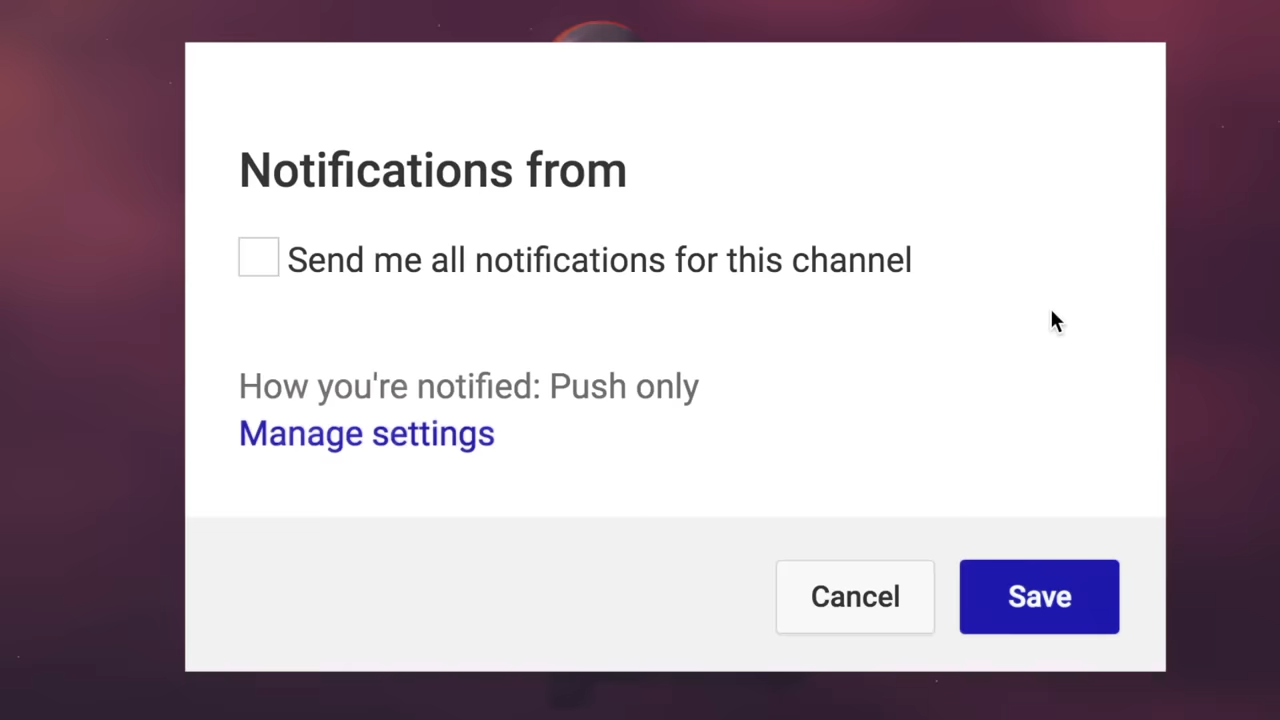 Notifications from
Send me all notifications for this channel
How you're notified: Push only
Manage settings
Cancel
Save